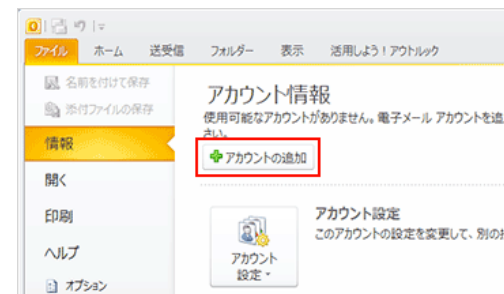 ファイル ホーム 送受信 フォルダー 表示 活用しよう！アウトルック
名前を付けて保存
添付ファイルの保存
情報
開く
印刷
ヘルプ
オプション
アカウント情報
使用可能なアカウントがありません。電子メール アカウントを追
さい。
アカウントの追加
アカウント
設定
アカウント設定
このアカウントの設定を変更して、別の